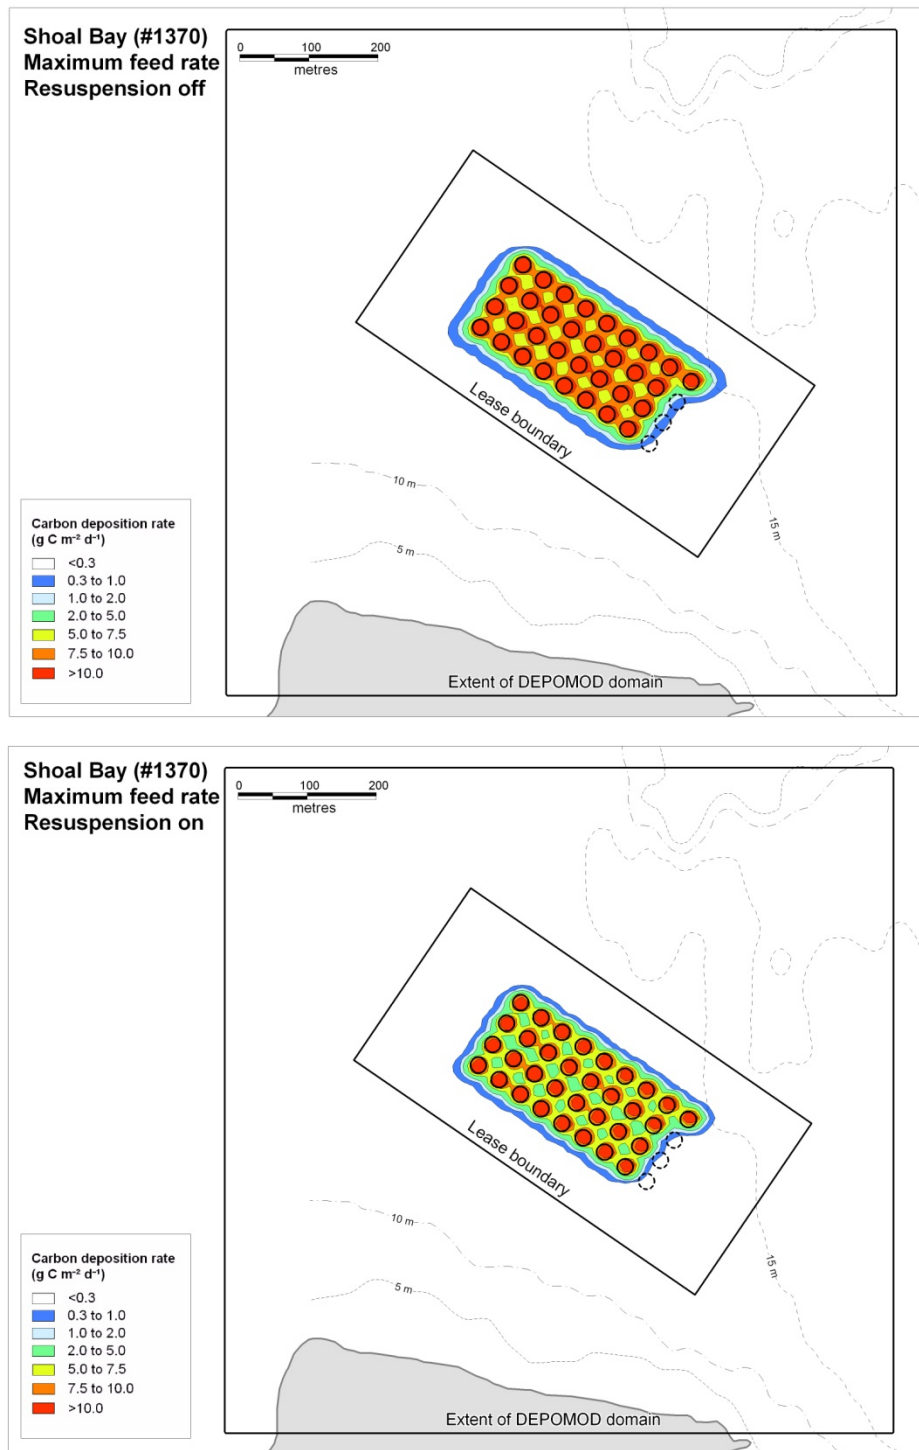 Shoal Bay (#1370)
Maximum feed rate
Resuspension off
0 100 200
metres
Lease boundary
10 m
5 m
15 m
Carbon deposition rate
(g C m⁻² d⁻¹)
<0.3
0.3 to 1.0
1.0 to 2.0
2.0 to 5.0
5.0 to 7.5
7.5 to 10.0
>10.0
Extent of DEPOMOD domain
Shoal Bay (#1370)
Maximum feed rate
Resuspension on
0 100 200
metres
Lease boundary
10 m
5 m
15 m
Carbon deposition rate
(g C m⁻² d⁻¹)
<0.3
0.3 to 1.0
1.0 to 2.0
2.0 to 5.0
5.0 to 7.5
7.5 to 10.0
>10.0
Extent of DEPOMOD domain